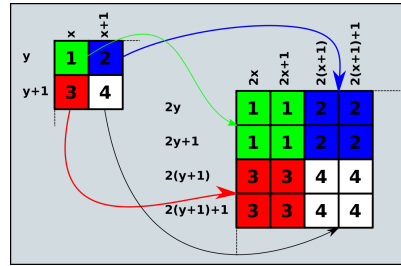 x x+1
y 1 2
y+1 3 4
2x 2x+1 2(x+1) 2(x+1)+1
2y 1 1 2 2
2y+1 1 1 2 2
2(y+1) 3 3 4 4
2(y+1)+1 3 3 4 4